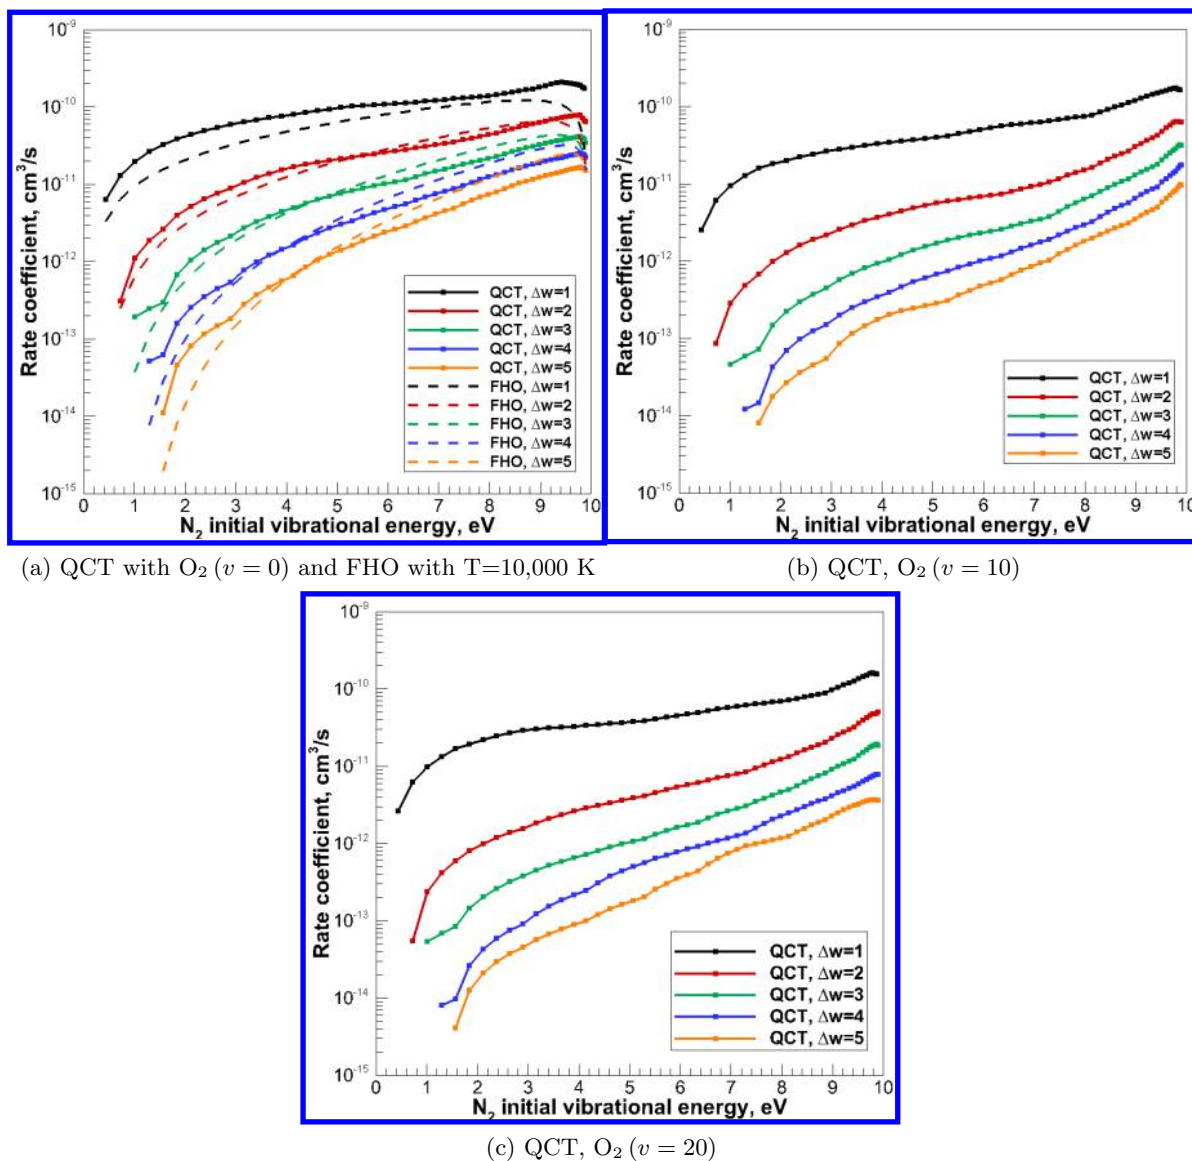 10⁻⁹
10⁻¹⁰
10⁻¹¹
10⁻¹²
10⁻¹³
10⁻¹⁴
10⁻¹⁵
Rate coefficient, cm³/s
QCT, Δw=1
QCT, Δw=2
QCT, Δw=3
QCT, Δw=4
QCT, Δw=5
FHO, Δw=1
FHO, Δw=2
FHO, Δw=3
FHO, Δw=4
FHO, Δw=5
0 1 2 3 4 5 6 7 8 9 10
N₂ initial vibrational energy, eV
(a) QCT with O₂ (v = 0) and FHO with T=10,000 K
10⁻⁹
10⁻¹⁰
10⁻¹¹
10⁻¹²
10⁻¹³
10⁻¹⁴
10⁻¹⁵
Rate coefficient, cm³/s
QCT, Δw=1
QCT, Δw=2
QCT, Δw=3
QCT, Δw=4
QCT, Δw=5
0 1 2 3 4 5 6 7 8 9 10
N₂ initial vibrational energy, eV
(b) QCT, O₂ (v = 10)
10⁻⁹
10⁻¹⁰
10⁻¹¹
10⁻¹²
10⁻¹³
10⁻¹⁴
10⁻¹⁵
Rate coefficient, cm³/s
QCT, Δw=1
QCT, Δw=2
QCT, Δw=3
QCT, Δw=4
QCT, Δw=5
0 1 2 3 4 5 6 7 8 9 10
N₂ initial vibrational energy, eV
(c) QCT, O₂ (v = 20)